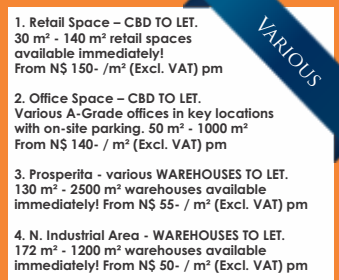 VARIOUS
1. Retail Space – CBD TO LET.
30 m² - 140 m² retail spaces
available immediately!
From N$ 150- /m² (Excl. VAT) pm
2. Office Space – CBD TO LET.
Various A-Grade offices in key locations
with on-site parking. 50 m² - 1000 m²
From N$ 140- / m² (Excl. VAT) pm
3. Prosperita - various WAREHOUSES TO LET.
130 m² - 2500 m² warehouses available
immediately! From N$ 55- / m² (Excl. VAT) pm
4. N. Industrial Area - WAREHOUSES TO LET.
172 m² - 1200 m² warehouses available
immediately! From N$ 50- / m² (Excl. VAT) pm